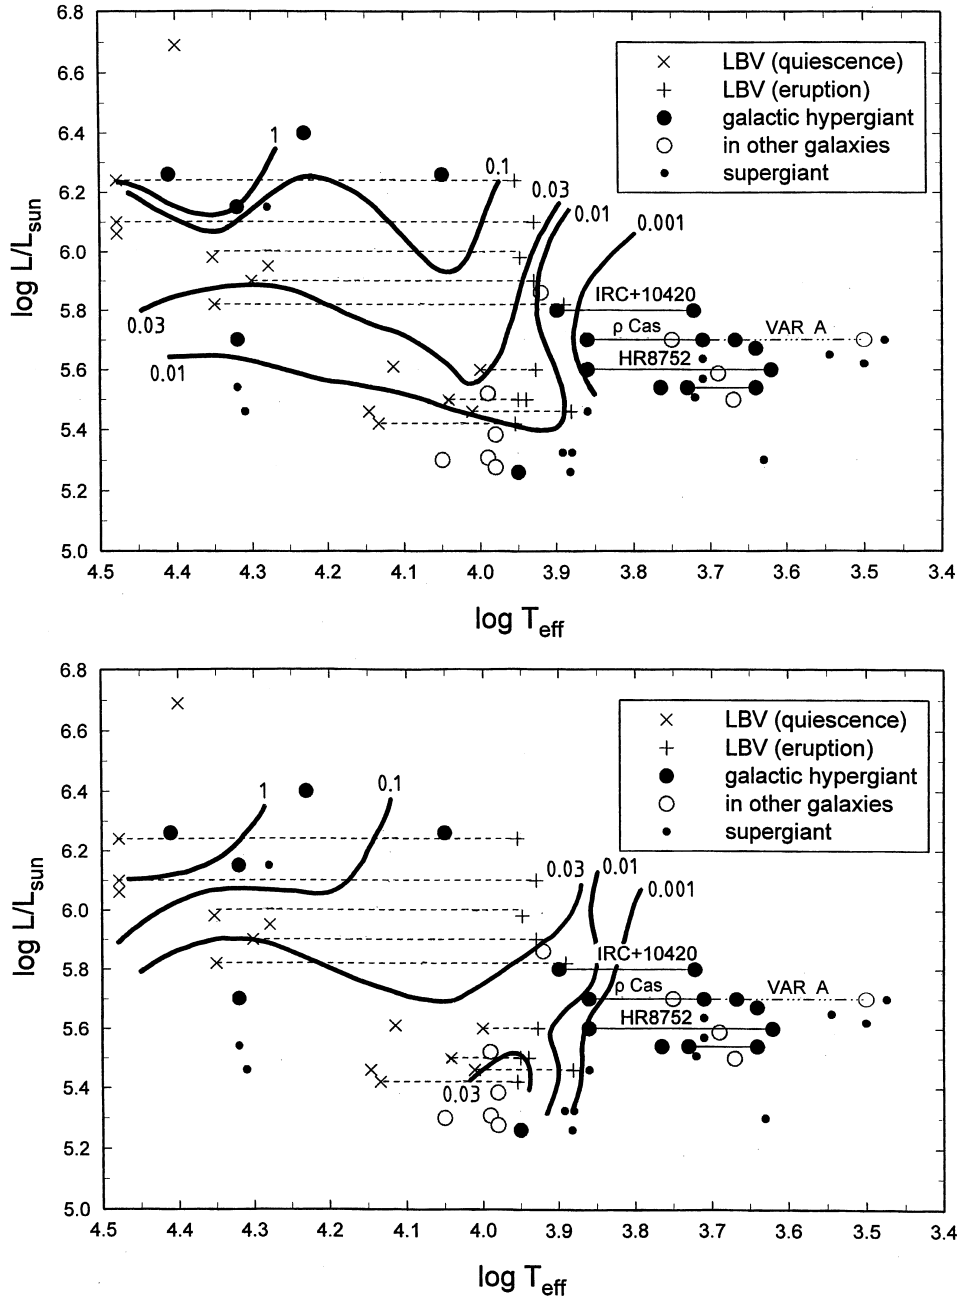 6.8
6.6
6.4
6.2
6.0
5.8
5.6
5.4
5.2
5.0
log L/Lsun
LBV (quiescence)
LBV (eruption)
galactic hypergiant
in other galaxies
supergiant
1
0.1
0.03
0.01
0.001
0.03
0.01
IRC+10420
ρ Cas
VAR A
HR8752
4.5 4.4 4.3 4.2 4.1 4.0 3.9 3.8 3.7 3.6 3.5 3.4
log Teff
6.8
6.6
6.4
6.2
6.0
5.8
5.6
5.4
5.2
5.0
log L/Lsun
LBV (quiescence)
LBV (eruption)
galactic hypergiant
in other galaxies
supergiant
1
0.1
0.03
0.01
0.001
IRC+10420
ρ Cas
VAR A
HR8752
0.03
4.5 4.4 4.3 4.2 4.1 4.0 3.9 3.8 3.7 3.6 3.5 3.4
log Teff